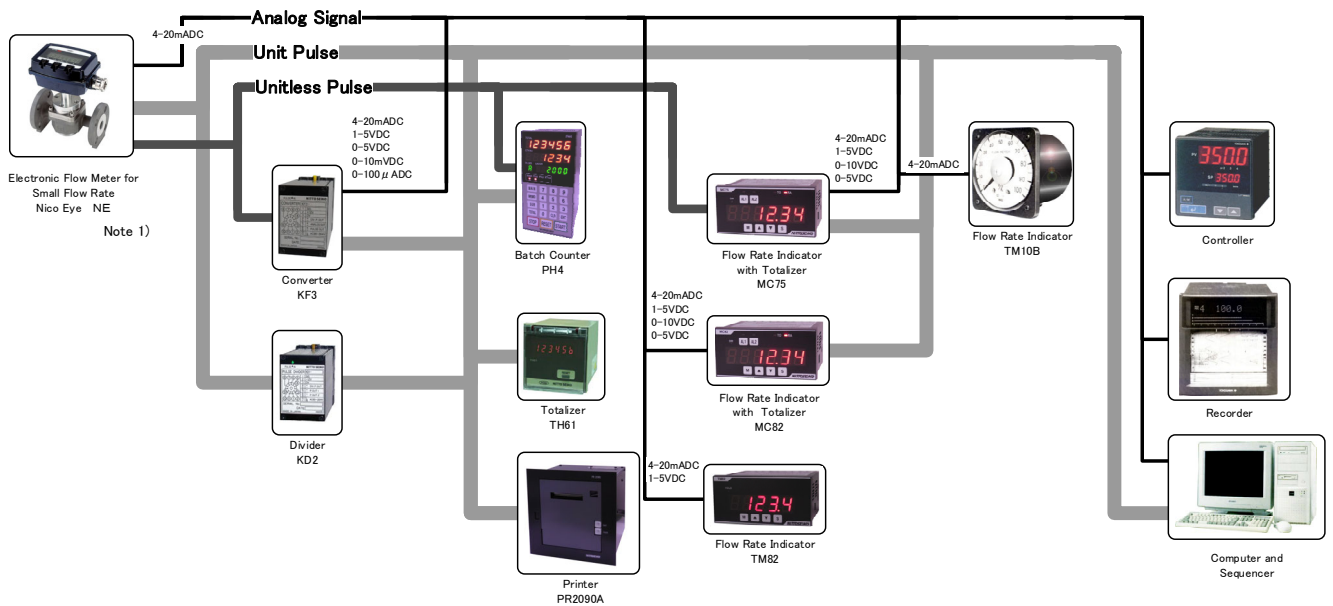 Analog Signal
4-20mADC
Unit Pulse
Unitless Pulse
Electronic Flow Meter for
Small Flow Rate
Nico Eye NE
Note 1)
4-20mADC
1-5VDC
0-5VDC
0-10mVDC
0-100μADC
Converter
KF3
Divider
KD2
123456
1234
2000
Batch Counter
PH4
123456
Totalizer
TH61
Printer
PR2090A
12.34
Flow Rate Indicator
with Totalizer
MC75
4-20mADC
1-5VDC
0-10VDC
0-5VDC
4-20mADC
1-5VDC
0-10VDC
0-5VDC
12.34
Flow Rate Indicator
with Totalizer
MC82
4-20mADC
1-5VDC
123.4
Flow Rate Indicator
TM82
4-20mADC
Flow Rate Indicator
TM10B
350.0
350.0
Controller
100.0
Recorder
Computer and
Sequencer